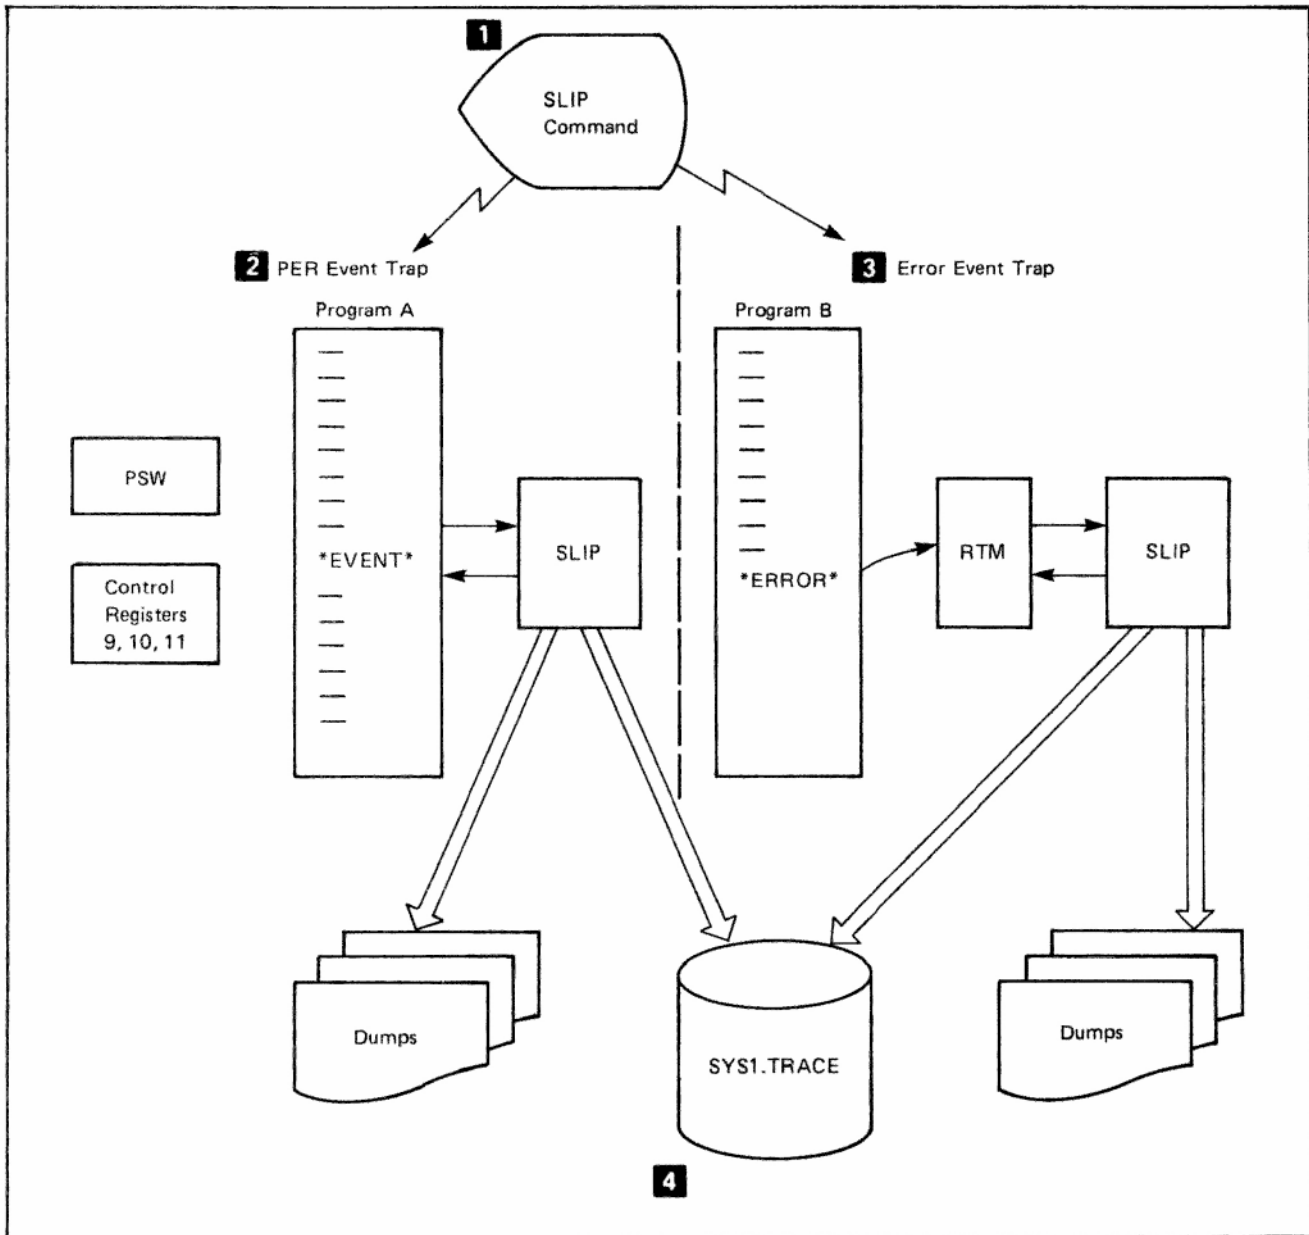 1
SLIP
Command
2 PER Event Trap
3 Error Event Trap
Program A
Program B
PSW
Control
Registers
9, 10, 11
*EVENT*
SLIP
*ERROR*
RTM
SLIP
Dumps
SYS1.TRACE
Dumps
4